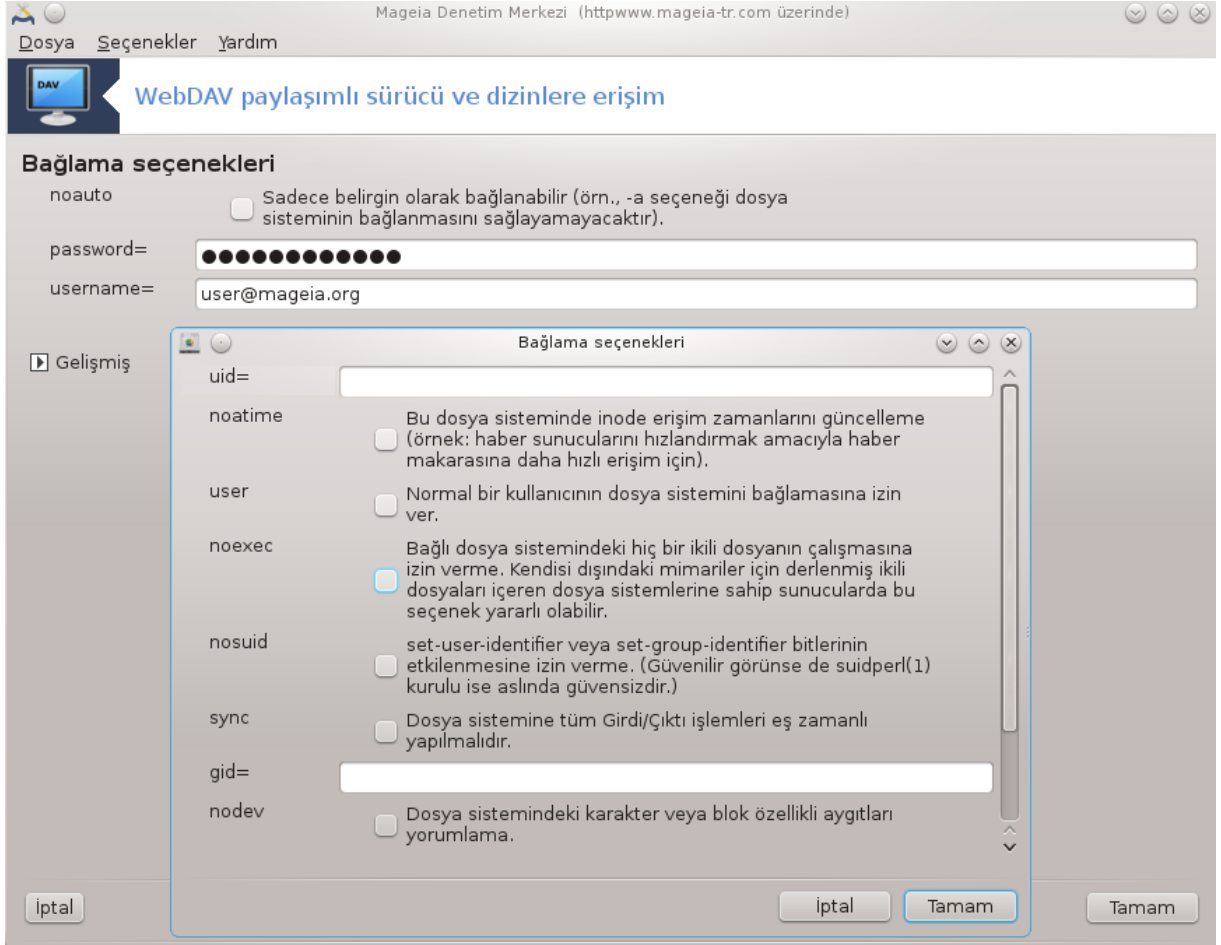 Mageia Denetim Merkezi (httpwww.mageia-tr.com üzerinde)
Dosya Seçenekler Yardım
DAV
WebDAV paylaşımlı sürücü ve dizinlere erişim
Bağlama seçenekleri
noauto
Sadece belirgin olarak bağlanabilir (örn., -a seçeneği dosya
sisteminin bağlanmasını sağlayamayacaktır).
password=
●●●●●●●●●●●●
username=
user@mageia.org
Gelişmiş
Bağlama seçenekleri
uid=
noatime
Bu dosya sisteminde inode erişim zamanlarını güncelleme
(örnek: haber sunucularını hızlandırmak amacıyla haber
makarasına daha hızlı erişim için).
user
Normal bir kullanıcının dosya sistemini bağlamasına izin
ver.
noexec
Bağlı dosya sistemindeki hiç bir ikili dosyanın çalışmasına
izin verme. Kendisi dışındaki mimariler için derlenmiş ikili
dosyaları içeren dosya sistemlerine sahip sunucularda bu
seçenek yararlı olabilir.
nosuid
set-user-identifier veya set-group-identifier bitlerinin
etkilenmesine izin verme. (Güvenilir görünse de suidperl(1)
kurulu ise aslında güvensizdir.)
sync
Dosya sistemine tüm Girdi/Çıktı işlemleri eş zamanlı
yapılmalıdır.
gid=
nodev
Dosya sistemindeki karakter veya blok özellikli aygıtları
yorumlama.
İptal
Tamam
İptal
Tamam